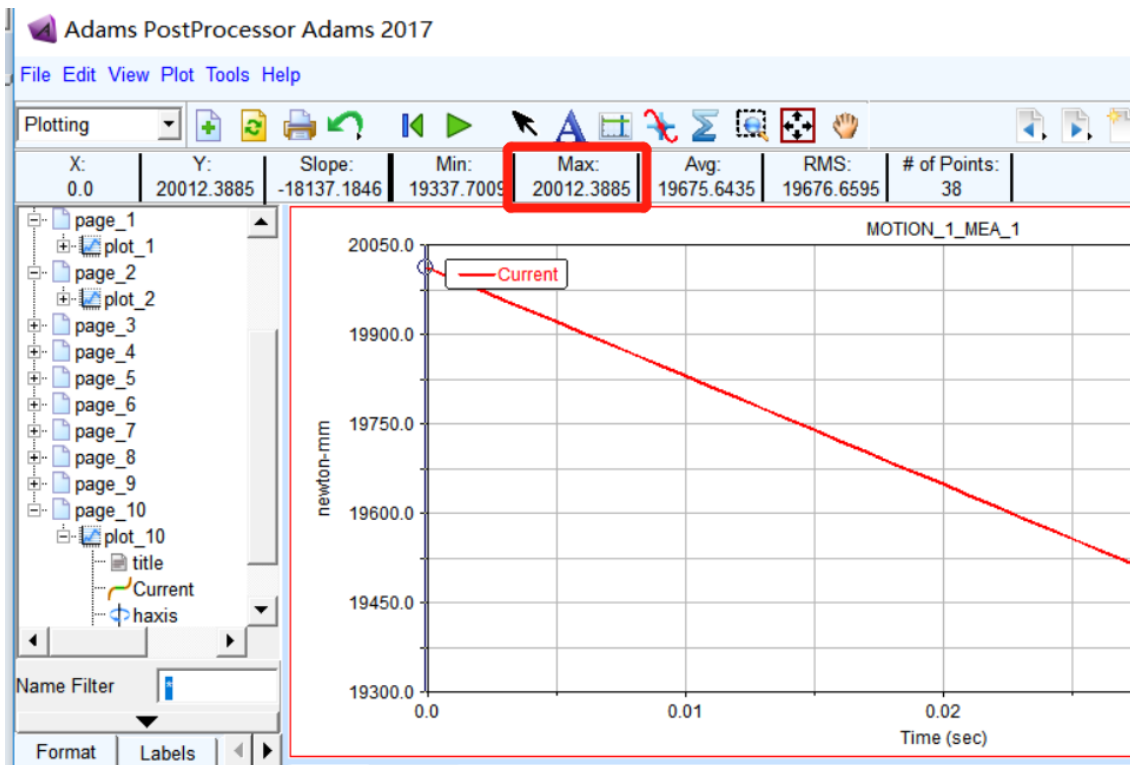 Adams PostProcessor Adams 2017
File Edit View Plot Tools Help
Plotting
X: Y: Slope: Min: Max: Avg: RMS: # of Points:
0.0 20012.3885 -18137.1846 19337.7009 20012.3885 19675.6435 19676.6595 38
page_1
plot_1
page_2
plot_2
page_3
page_4
page_5
page_6
page_7
page_8
page_9
page_10
plot_10
title
Current
haxis
Name Filter *
Format Labels
MOTION_1_MEA_1
Current
20050.0
19900.0
19750.0
19600.0
19450.0
19300.0
newton-mm
0.0 0.01 0.02
Time (sec)